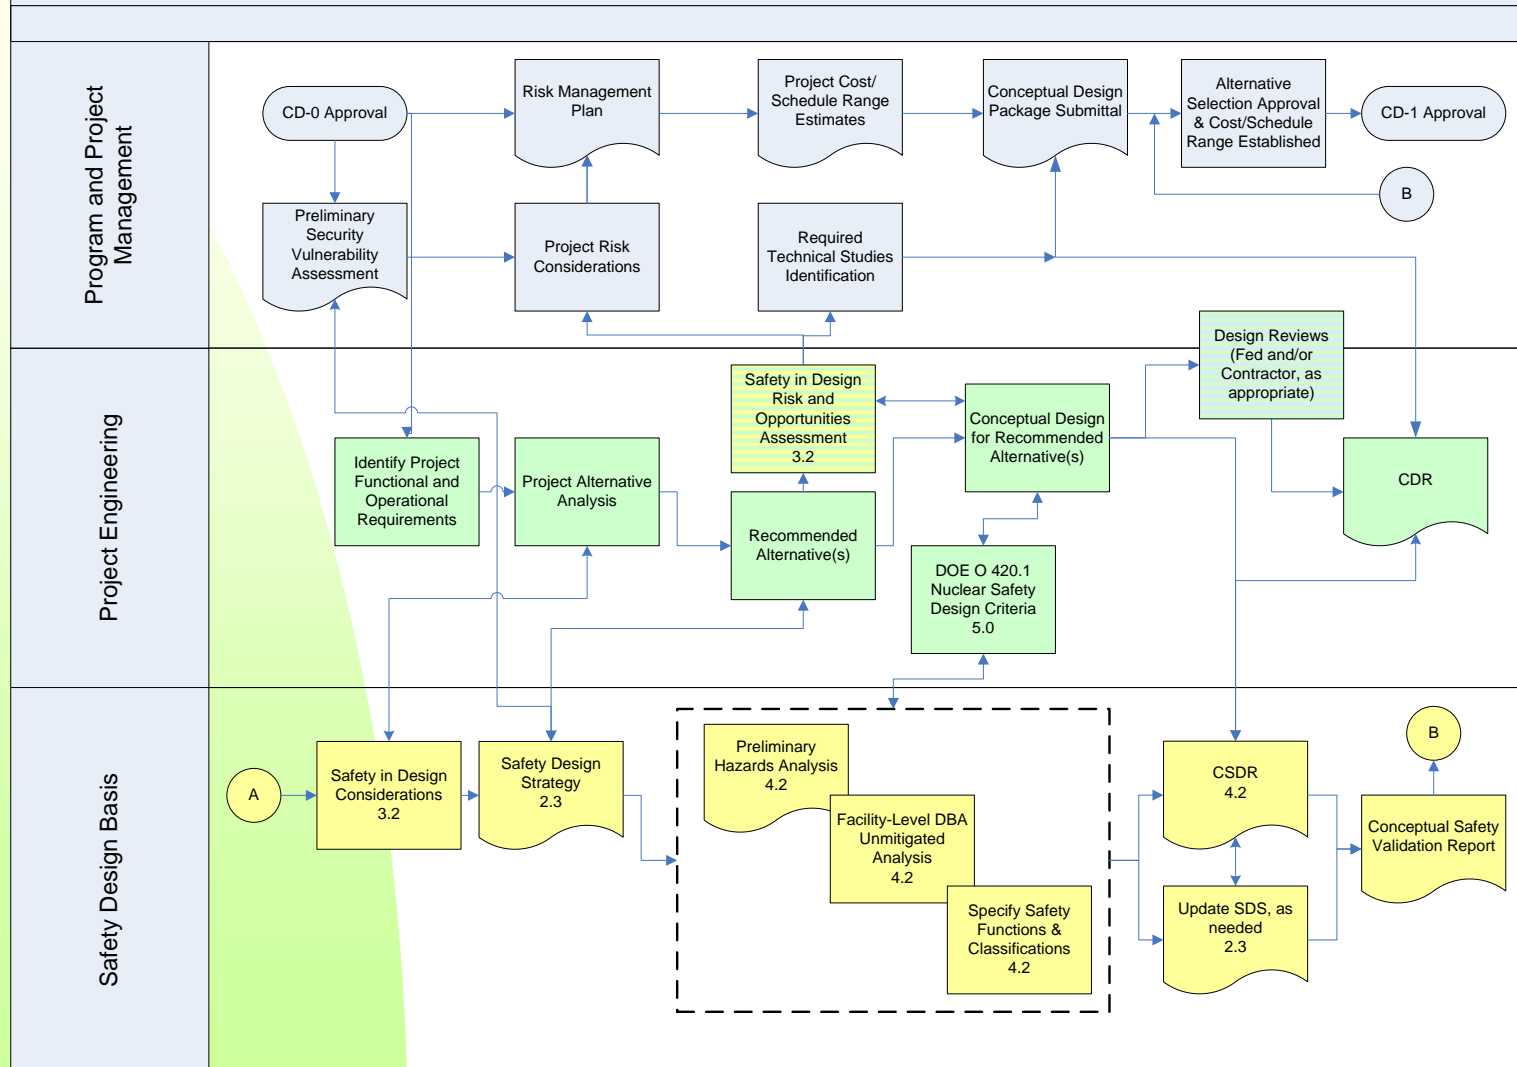 Program and Project
Management
CD-0 Approval
Risk Management
Plan
Project Cost/
Schedule Range
Estimates
Conceptual Design
Package Submittal
Alternative
Selection Approval
& Cost/Schedule
Range Established
CD-1 Approval
B
Preliminary
Security
Vulnerability
Assessment
Project Risk
Considerations
Required
Technical Studies
Identification
Project Engineering
Design Reviews
(Fed and/or
Contractor, as
appropriate)
Safety in Design
Risk and
Opportunities
Assessment
3.2
Conceptual Design
for Recommended
Alternative(s)
Identify Project
Functional and
Operational
Requirements
Project Alternative
Analysis
Recommended
Alternative(s)
CDR
DOE O 420.1
Nuclear Safety
Design Criteria
5.0
Safety Design Basis
A
Safety in Design
Considerations
3.2
Safety Design
Strategy
2.3
Preliminary
Hazards Analysis
4.2
Facility-Level DBA
Unmitigated
Analysis
4.2
Specify Safety
Functions &
Classifications
4.2
CSDR
4.2
Update SDS, as
needed
2.3
B
Conceptual Safety
Validation Report